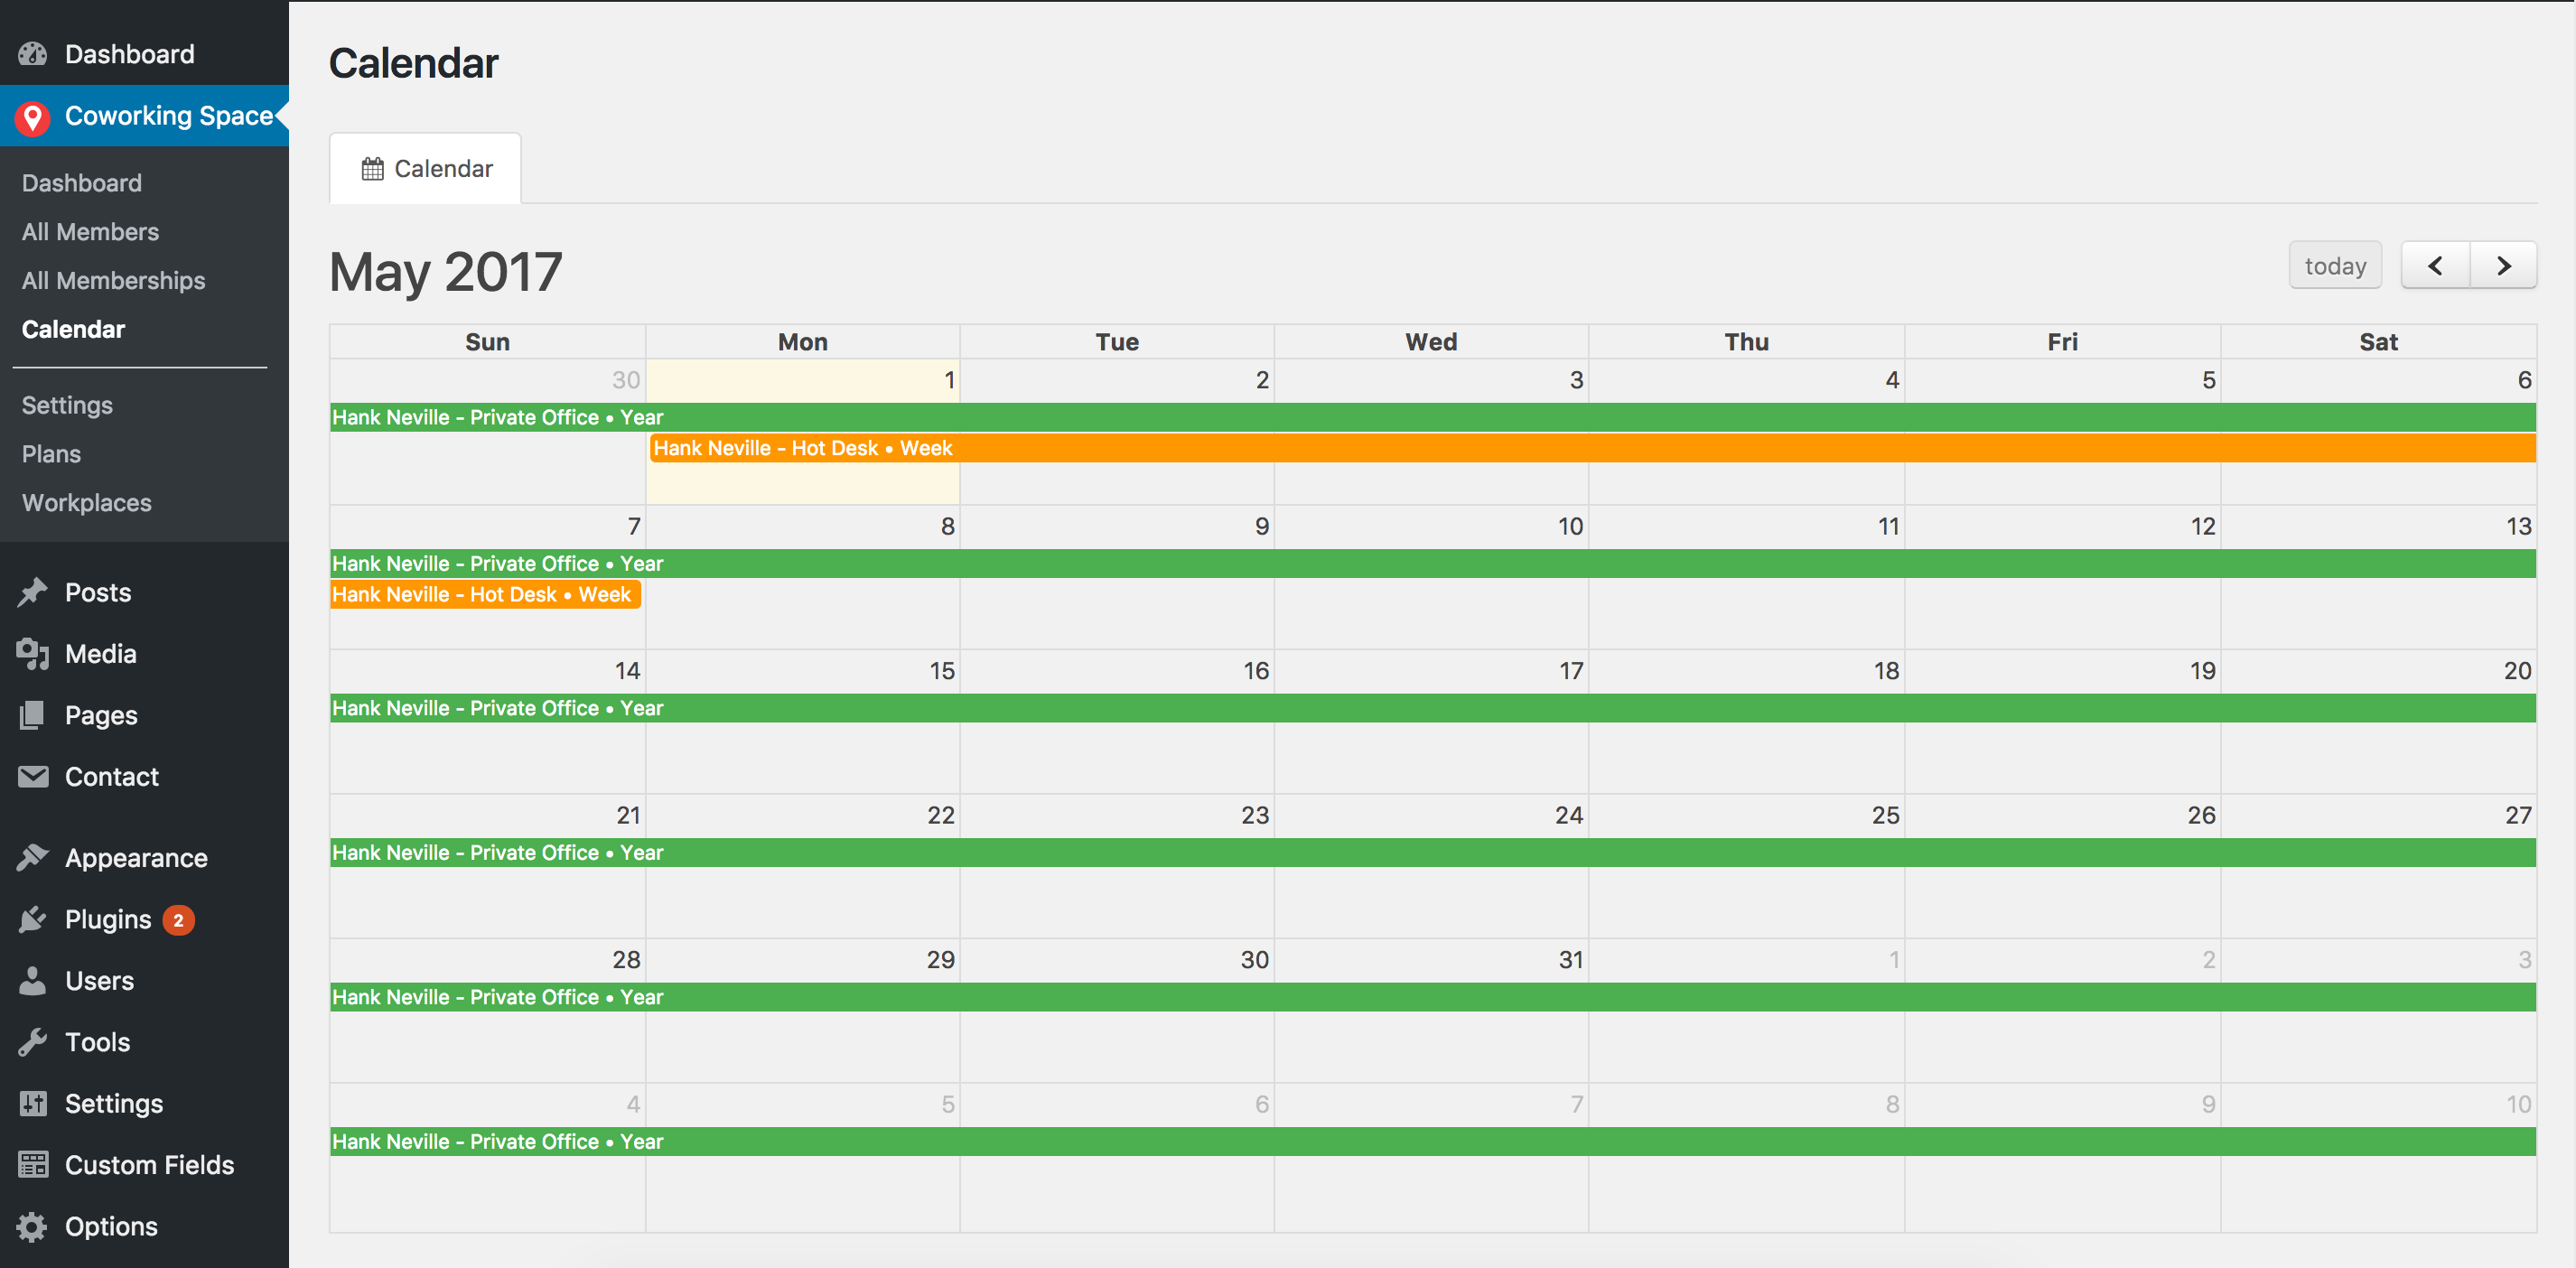 Dashboard
Coworking Space
Dashboard
All Members
All Memberships
Calendar
Settings
Plans
Workplaces
Posts
Media
Pages
Contact
Appearance
Plugins 2
Users
Tools
Settings
Custom Fields
Options
Calendar
Calendar
May 2017
today
Sun Mon Tue Wed Thu Fri Sat
30 1 2 3 4 5 6
Hank Neville - Private Office • Year
Hank Neville - Hot Desk • Week
7 8 9 10 11 12 13
Hank Neville - Private Office • Year
Hank Neville - Hot Desk • Week
14 15 16 17 18 19 20
Hank Neville - Private Office • Year
21 22 23 24 25 26 27
Hank Neville - Private Office • Year
28 29 30 31 1 2 3
Hank Neville - Private Office • Year
4 5 6 7 8 9 10
Hank Neville - Private Office • Year